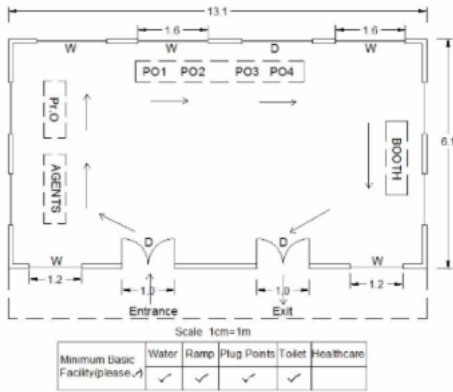 13.1
1.6 1.6
W W D W
PO1 PO2 PO3 PO4
Pr.O
AGENTS
BOOTH
6.1
D D
W W
1.2 1.0 1.0 1.2
Entrance Exit
Scale 1cm=1m
Minimum Basic Facility(please ✓) Water Ramp Plug Points Toilet Healthcare
✓ ✓ ✓ ✓